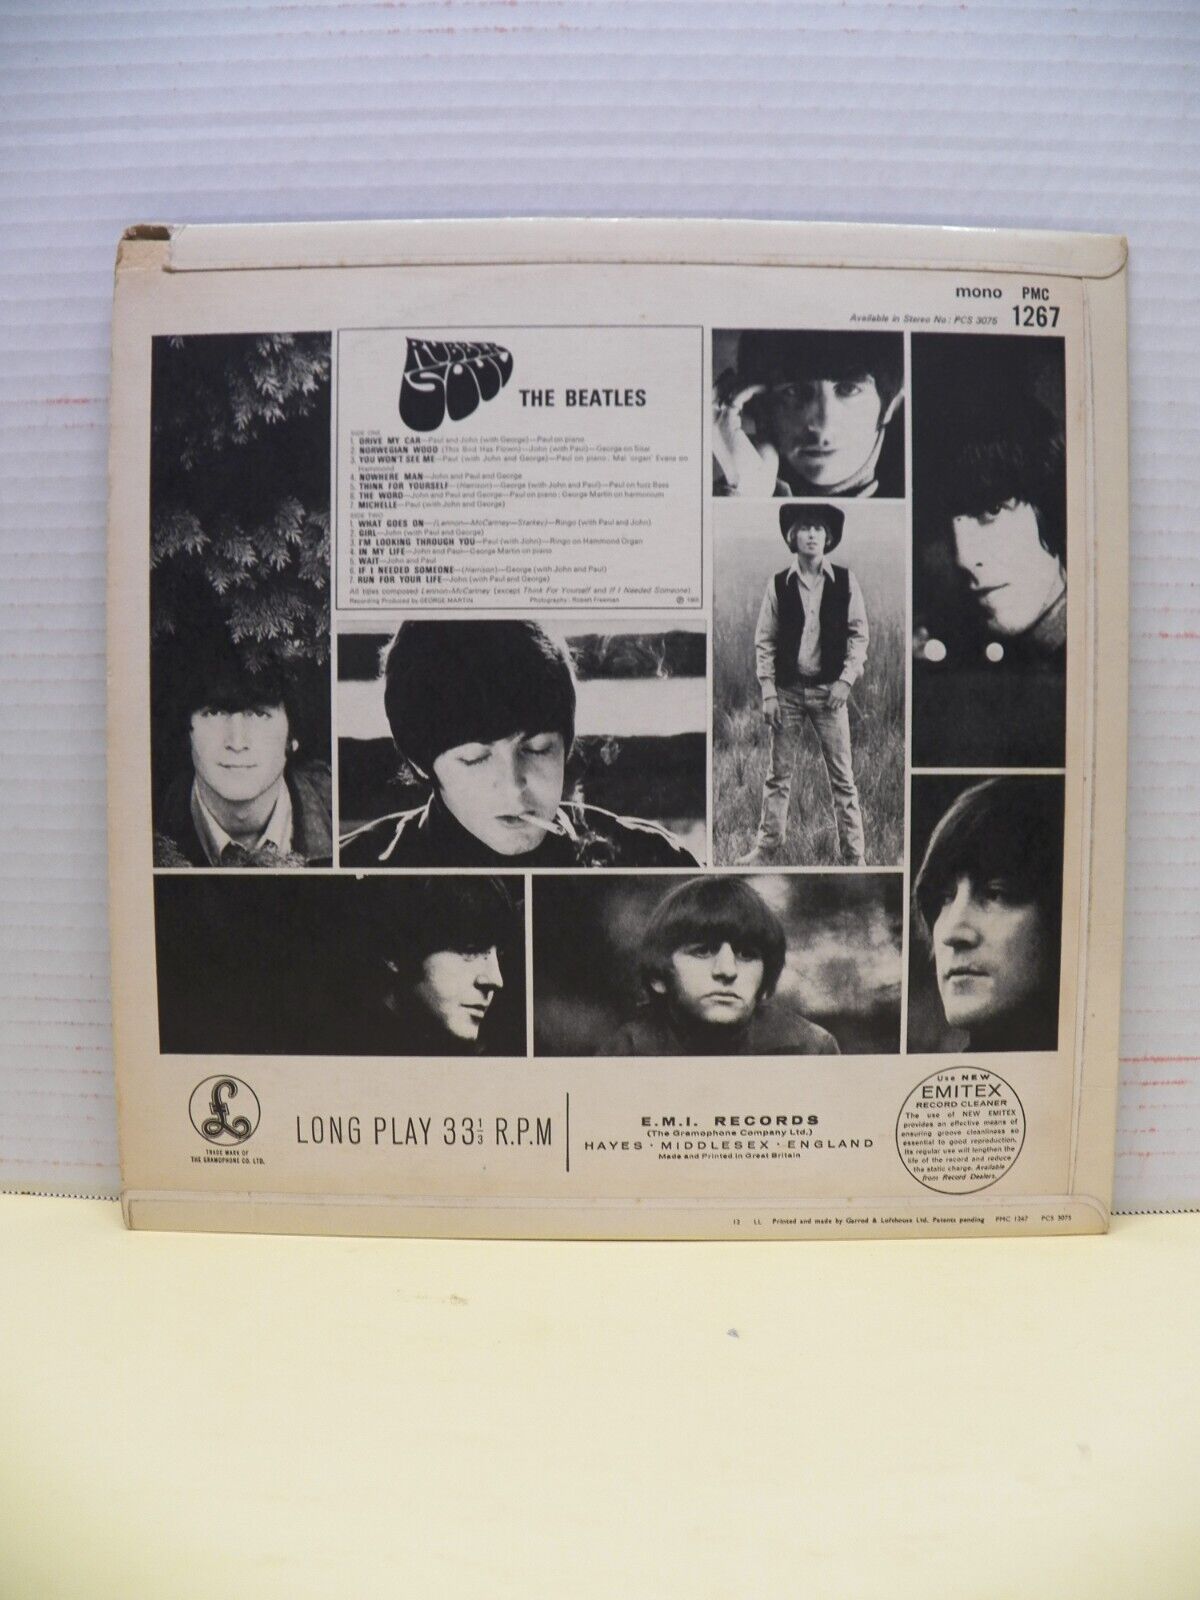 mono PMC
Available in Stereo No.: PCS 3075 1267
RUBBER
SOUL
THE BEATLES
SIDE ONE
1. DRIVE MY CAR—Paul and John (with George)—Paul on piano
2. NORWEGIAN WOOD (This Bird Has Flown)—John (with Paul)—George on Sitar
3. YOU WON'T SEE ME—Paul (with John and George)—Paul on piano: Mal 'organ' Evans on
Hammond
4. NOWHERE MAN—John and Paul and George
5. THINK FOR YOURSELF—(Harrison)—George (with John and Paul)—Paul on fuzz Bass
6. THE WORD—John and Paul and George—Paul on piano: George Martin on harmonium
7. MICHELLE—Paul (with John and George)
SIDE TWO
1. WHAT GOES ON—(Lennon—McCartney—Starkey) Ringo (with Paul and John)
2. GIRL—John (with Paul and George)
3. I'M LOOKING THROUGH YOU—Paul (with John)—Ringo on Hammond Organ
4. IN MY LIFE—John and Paul—George Martin on piano
5. WAIT—John and Paul
6. IF I NEEDED SOMEONE—(Harrison)—George (with John and Paul)
7. RUN FOR YOUR LIFE—John (with Paul and George)
All titles composed Lennon—McCartney (except Think For Yourself and If I Needed Someone)
Recording Produced by GEORGE MARTIN - Photographs: Robert Freeman ℗ 1965
£
TRADE MARK OF
THE GRAMOPHONE CO. LTD.
LONG PLAY 33⅓ R.P.M
E.M.I. RECORDS
(The Gramophone Company Ltd.)
HAYES · MIDDLESEX · ENGLAND
Made and Printed in Great Britain
Use NEW
EMITEX
RECORD CLEANER
The use of NEW EMITEX
provides an effective means of
ensuring groove cleanliness so
essential to good reproduction.
Its regular use will lengthen the
life of the record and reduce
the static charge. Available
from Record Dealers.
12 LL Printed and made by Garrod & Lofthouse Ltd. Patents pending PMC 1267 PCS 3075